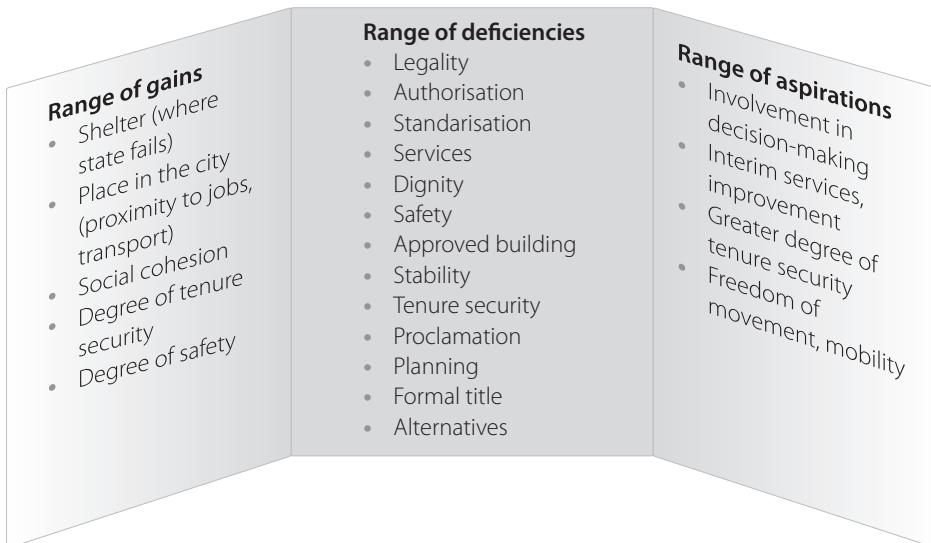 Range of gains
• Shelter (where
state fails)
• Place in the city
(proximity to jobs,
transport)
• Social cohesion
• Degree of tenure
security
• Degree of safety
Range of deficiencies
• Legality
• Authorisation
• Standarisation
• Services
• Dignity
• Safety
• Approved building
• Stability
• Tenure security
• Proclamation
• Planning
• Formal title
• Alternatives
Range of aspirations
• Involvement in
decision-making
• Interim services,
improvement
• Greater degree of
tenure security
• Freedom of
movement, mobility